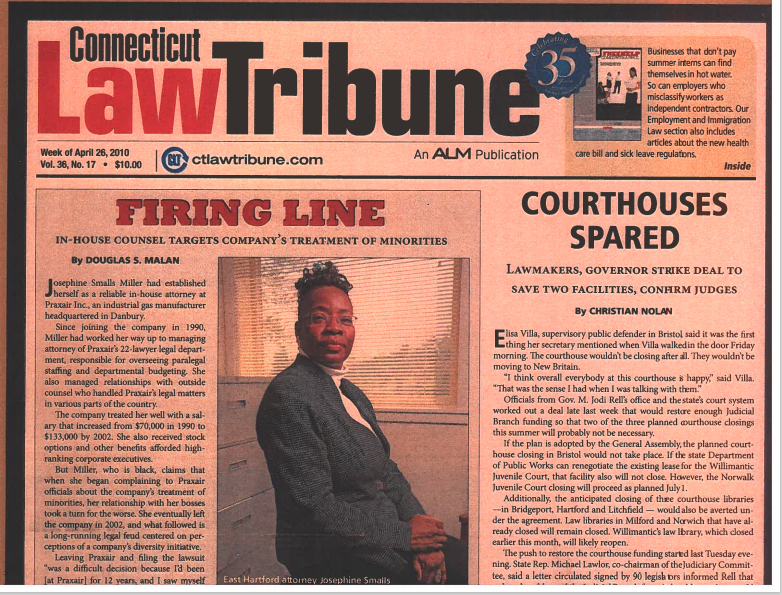 Connecticut
LawTribune
Celebrating
35
Week of April 26, 2010
Vol. 36, No. 17 • $10.00
CLT
ctlawtribune.com
An ALM Publication
Businesses that don't pay
summer interns can find
themselves in hot water.
So can employers who
misclassify workers as
independent contractors. Our
Employment and Immigration
Law section also includes
articles about the new health
care bill and sick leave regulations.
Inside
FIRING LINE
IN-HOUSE COUNSEL TARGETS COMPANY'S TREATMENT OF MINORITIES
By DOUGLAS S. MALAN
Josephine Smalls Miller had established
herself as a reliable in-house attorney at
Praxair Inc., an industrial gas manufacturer
headquartered in Danbury.
Since joining the company in 1990,
Miller had worked her way up to managing
attorney of Praxair's 22-lawyer legal depart-
ment, responsible for overseeing paralegal
staffing and departmental budgeting. She
also managed relationships with outside
counsel who handled Praxair's legal matters
in various parts of the country.
The company treated her well with a sal-
ary that increased from $70,000 in 1990 to
$133,000 by 2002. She also received stock
options and other benefits afforded high-
ranking corporate executives.
But Miller, who is black, claims that
when she began complaining to Praxair
officials about the company's treatment of
minorities, her relationship with her bosses
took a turn for the worse. She eventually left
the company in 2002, and what followed is
a long-running legal feud centered on per-
ceptions of a company's diversity initiative.
Leaving Praxair and filing the lawsuit
"was a difficult decision because I'd been
[at Praxair] for 12 years, and I saw myself
East Hartford attorney Josephine Smalls
COURTHOUSES
SPARED
LAWMAKERS, GOVERNOR STRIKE DEAL TO
SAVE TWO FACILITIES, CONFIRM JUDGES
By CHRISTIAN NOLAN
Elisa Villa, supervisory public defender in Bristol, said it was the first
thing her secretary mentioned when Villa walked in the door Friday
morning. The courthouse wouldn't be closing after all. They wouldn't be
moving to New Britain.
"I think overall everybody at this courthouse is happy," said Villa.
"That was the sense I had when I was talking with them."
Officials from Gov. M. Jodi Rell's office and the state's court system
worked out a deal late last week that would restore enough Judicial
Branch funding so that two of the three planned courthouse closings
this summer will probably not be necessary.
If the plan is adopted by the General Assembly, the planned court-
house closing in Bristol would not take place. If the state Department
of Public Works can renegotiate the existing lease for the Willimantic
Juvenile Court, that facility also will not close. However, the Norwalk
Juvenile Court closing will proceed as planned July 1.
Additionally, the anticipated closing of three courthouse libraries
—in Bridgeport, Hartford and Litchfield — would also be averted un-
der the agreement. Law libraries in Milford and Norwich that have al-
ready closed will remain closed. Willimantic's law library, which closed
earlier this month, will likely reopen.
The push to restore the courthouse funding started last Tuesday eve-
ning. State Rep. Michael Lawlor, co-chairman of the Judiciary Commit-
tee, said a letter circulated signed by 90 legislators informed Rell that